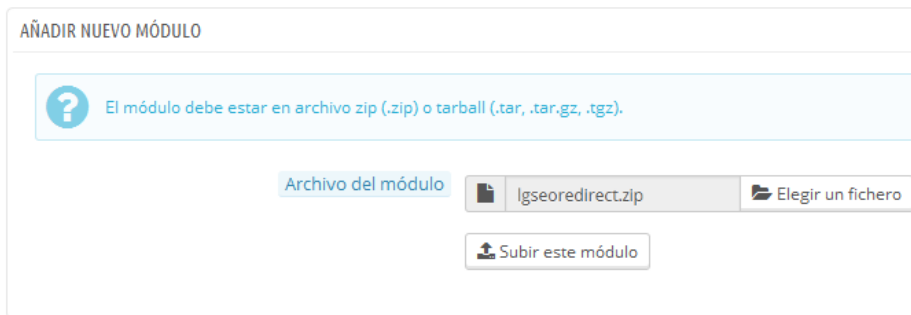 AÑADIR NUEVO MÓDULO
El módulo debe estar en archivo zip (.zip) o tarball (.tar, .tar.gz, .tgz).
Archivo del módulo lgseoredirect.zip Elegir un fichero
Subir este módulo